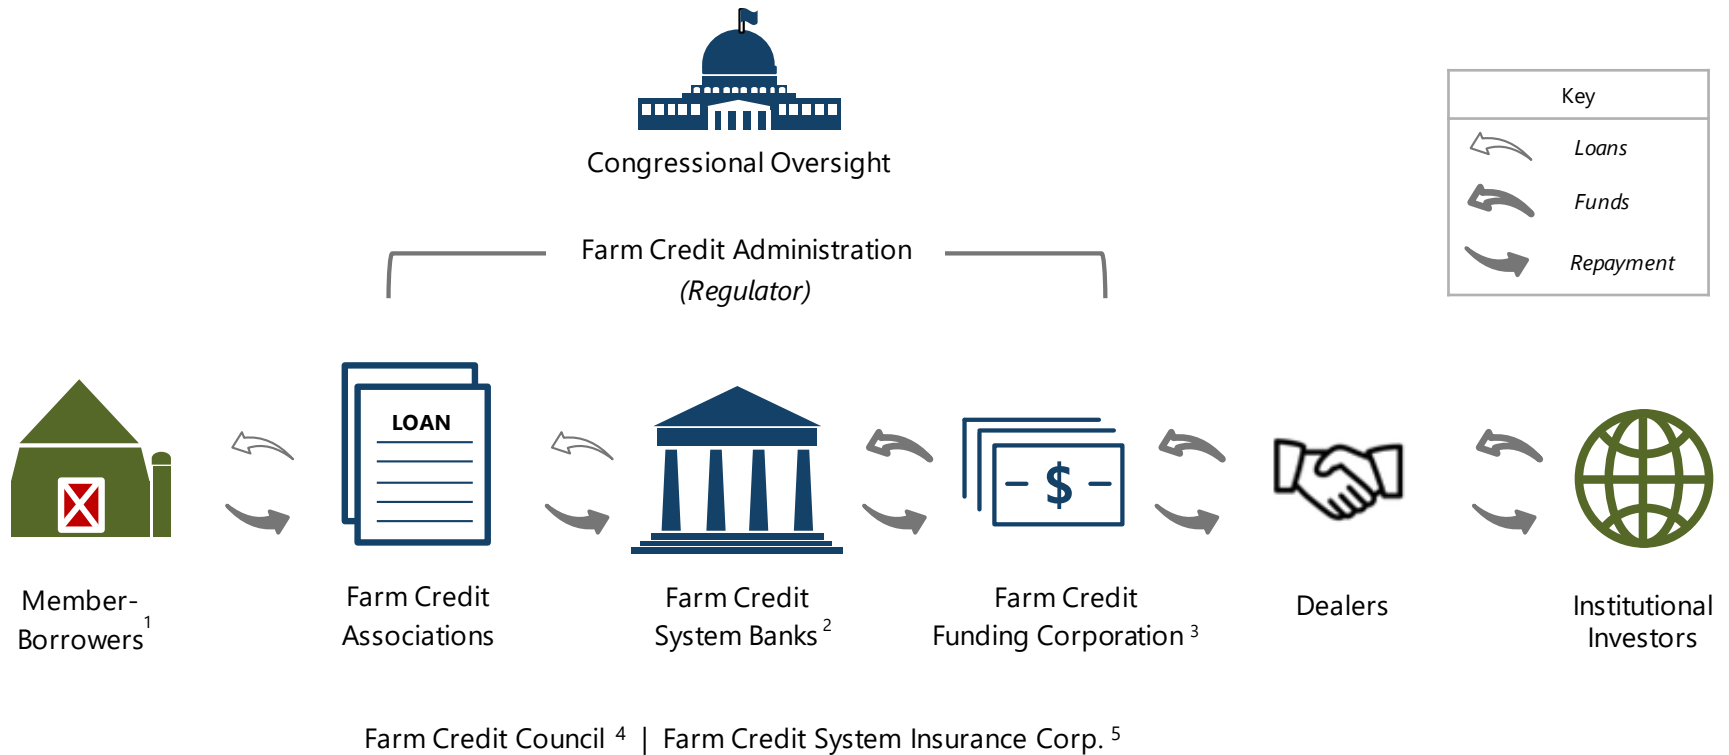 Congressional Oversight
Key
Loans
Funds
Repayment
Farm Credit Administration
(Regulator)
LOAN
$
Member-
Borrowers 1
Farm Credit
Associations
Farm Credit
System Banks 2
Farm Credit
Funding Corporation 3
Dealers
Institutional
Investors
Farm Credit Council 4 | Farm Credit System Insurance Corp. 5